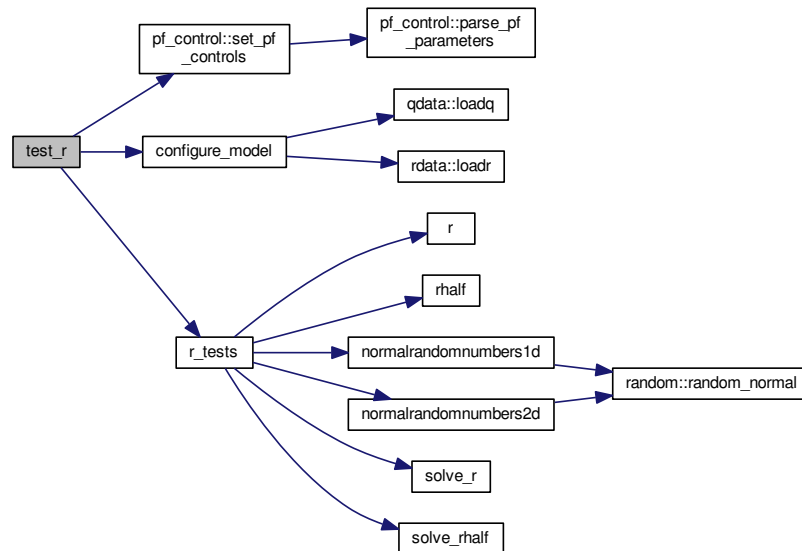 pf_control::set_pf
_controls
pf_control::parse_pf
_parameters
qdata::loadq
test_r
configure_model
rdata::loadr
r
rhalf
r_tests
normalrandomnumbers1d
random::random_normal
normalrandomnumbers2d
solve_r
solve_rhalf